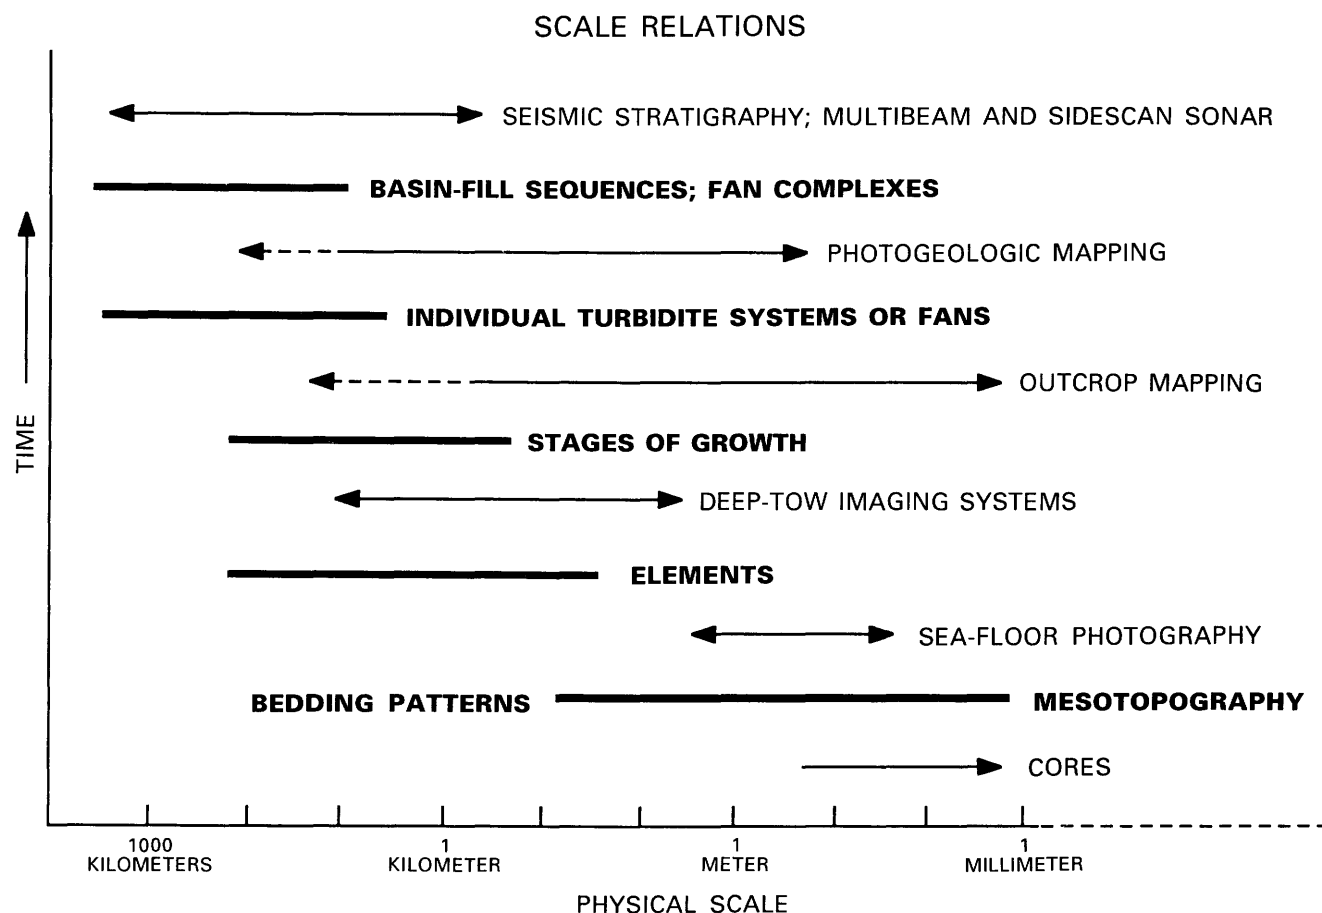 SCALE RELATIONS
SEISMIC STRATIGRAPHY; MULTIBEAM AND SIDESCAN SONAR
BASIN-FILL SEQUENCES; FAN COMPLEXES
PHOTOGEOLOGIC MAPPING
INDIVIDUAL TURBIDITE SYSTEMS OR FANS
OUTCROP MAPPING
TIME
STAGES OF GROWTH
DEEP-TOW IMAGING SYSTEMS
ELEMENTS
SEA-FLOOR PHOTOGRAPHY
BEDDING PATTERNS MESOTOPOGRAPHY
CORES
1000 1 1 1
KILOMETERS KILOMETER METER MILLIMETER
PHYSICAL SCALE